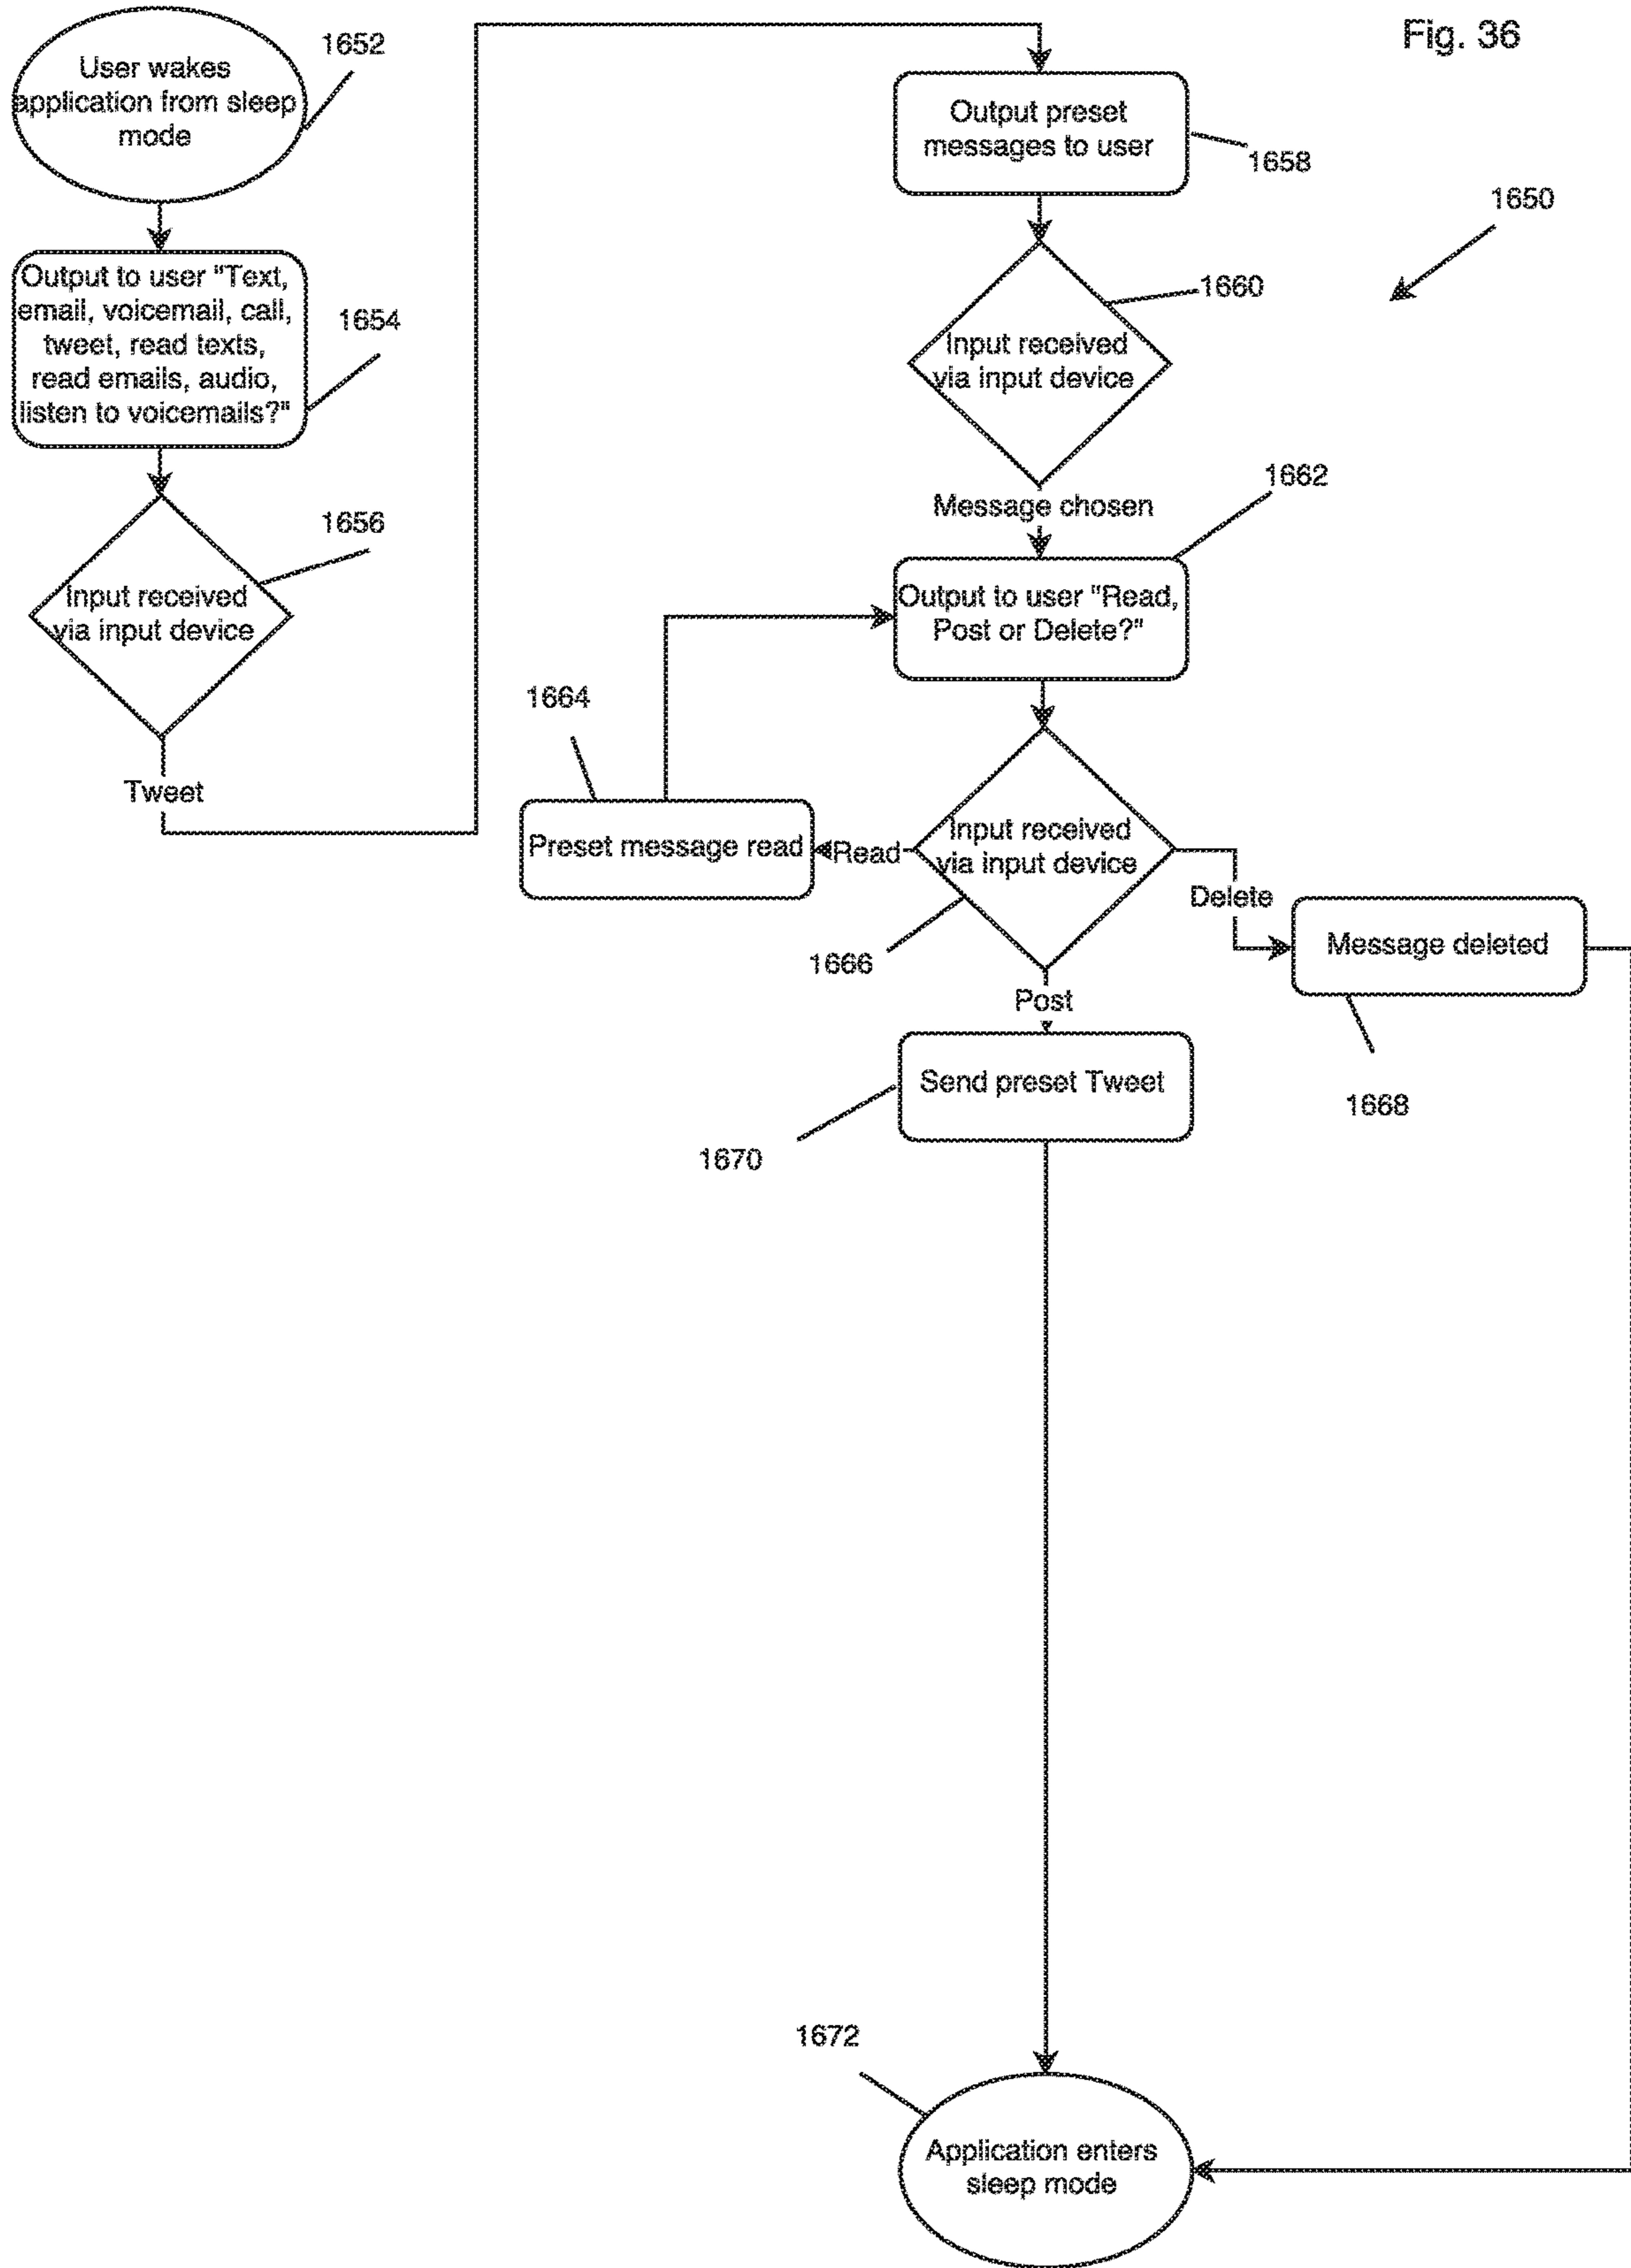 Fig. 36
User wakes
application from sleep
mode
1652
Output to user "Text,
email, voicemail, call,
tweet, read texts,
read emails, audio,
listen to voicemails?"
1654
Input received
via input device
1656
Tweet
Output preset
messages to user
1658
1650
Input received
via input device
1660
Message chosen
1662
Output to user "Read,
Post or Delete?"
1664
Preset message read
Read
Input received
via input device
1666
Delete
Message deleted
1668
Post
Send preset Tweet
1670
1672
Application enters
sleep mode